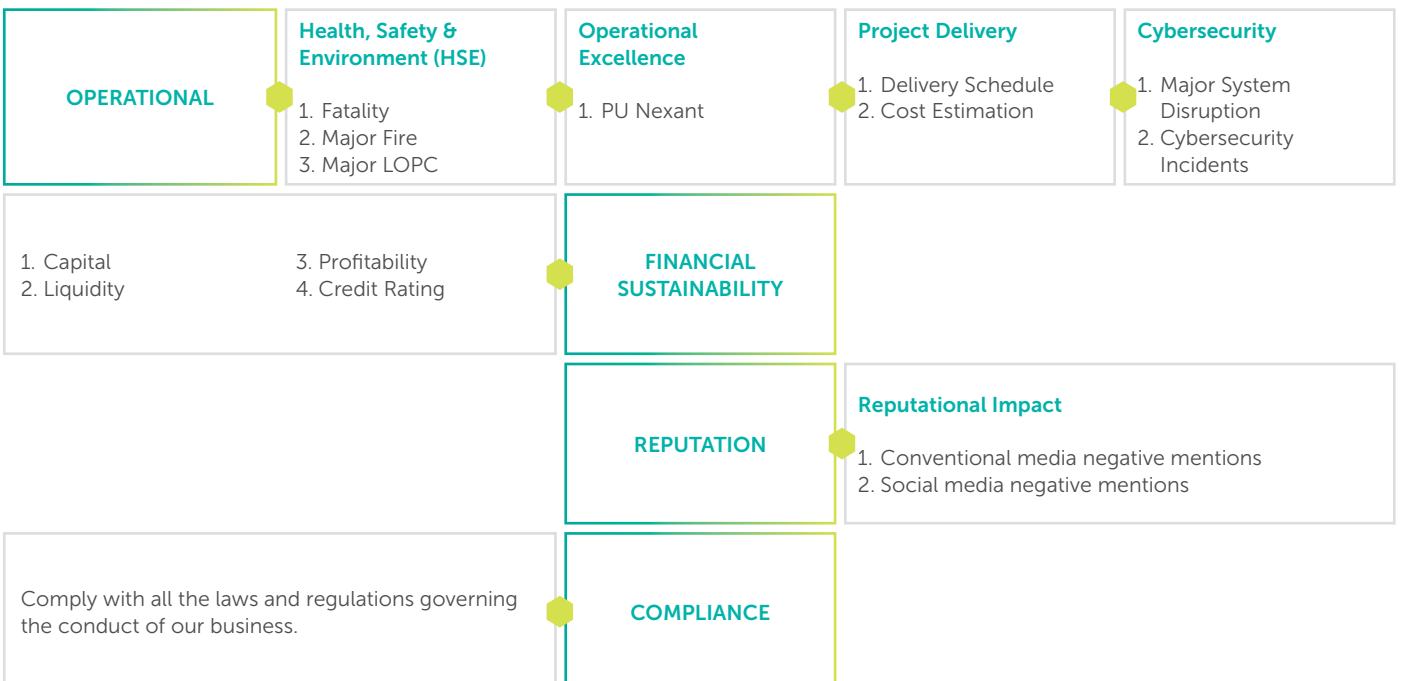 OPERATIONAL
Health, Safety &
Environment (HSE)
1. Fatality
2. Major Fire
3. Major LOPC
Operational
Excellence
1. PU Nexant
Project Delivery
1. Delivery Schedule
2. Cost Estimation
Cybersecurity
1. Major System
Disruption
2. Cybersecurity
Incidents
1. Capital
2. Liquidity
3. Profitability
4. Credit Rating
FINANCIAL
SUSTAINABILITY
REPUTATION
Reputational Impact
1. Conventional media negative mentions
2. Social media negative mentions
Comply with all the laws and regulations governing
the conduct of our business.
COMPLIANCE